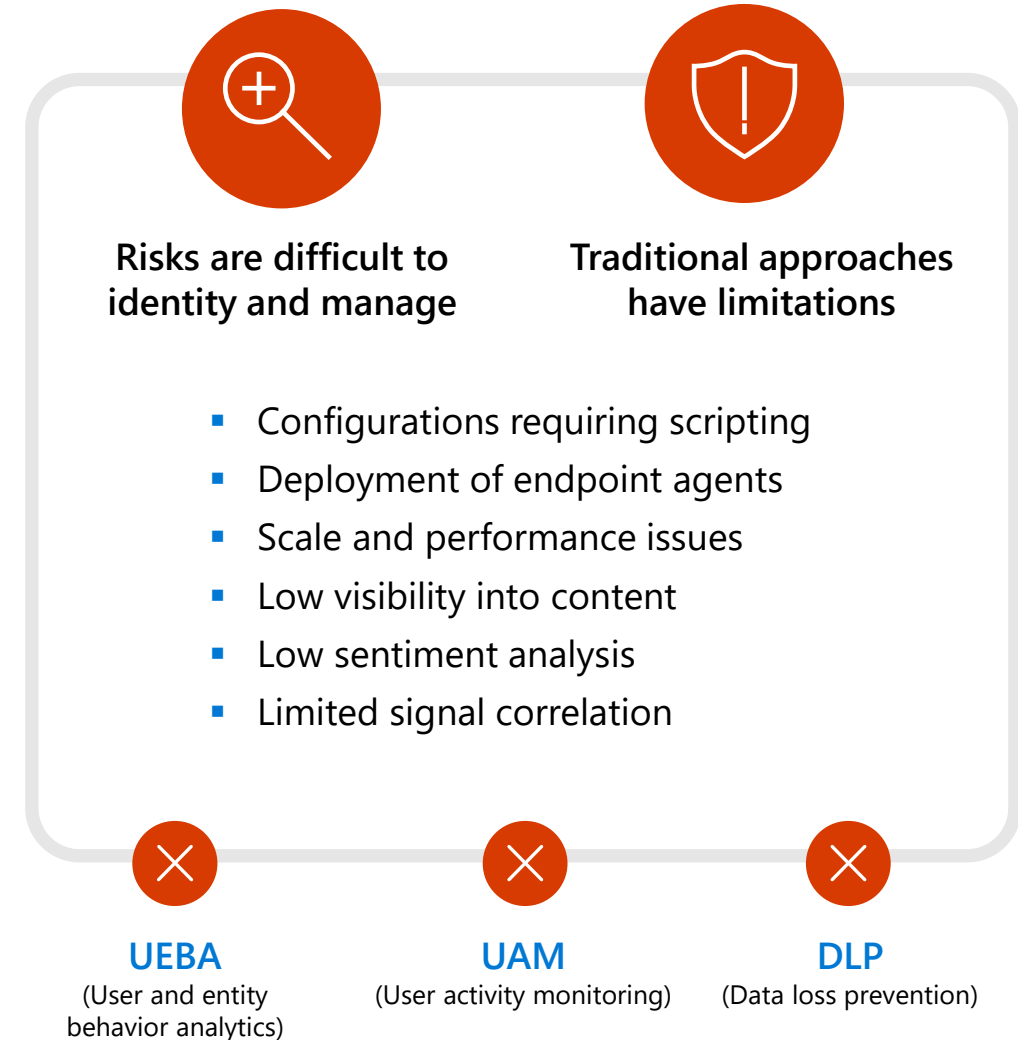 Risks are difficult to
identity and manage
Traditional approaches
have limitations
▪ Configurations requiring scripting
▪ Deployment of endpoint agents
▪ Scale and performance issues
▪ Low visibility into content
▪ Low sentiment analysis
▪ Limited signal correlation
UEBA
(User and entity
behavior analytics)
UAM
(User activity monitoring)
DLP
(Data loss prevention)